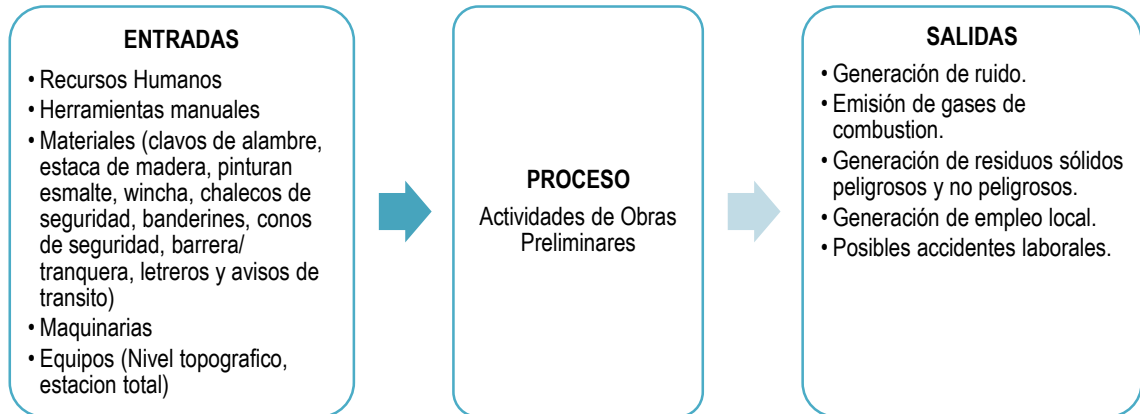 ENTRADAS
• Recursos Humanos
• Herramientas manuales
• Materiales (clavos de alambre,
estaca de madera, pinturan
esmalte, wincha, chalecos de
seguridad, banderines, conos
de seguridad, barrera/
tranquera, letreros y avisos de
transito)
• Maquinarias
• Equipos (Nivel topografico,
estacion total)
PROCESO
Actividades de Obras
Preliminares
SALIDAS
• Generación de ruido.
• Emisión de gases de
combustion.
• Generación de residuos sólidos
peligrosos y no peligrosos.
• Generación de empleo local.
• Posibles accidentes laborales.